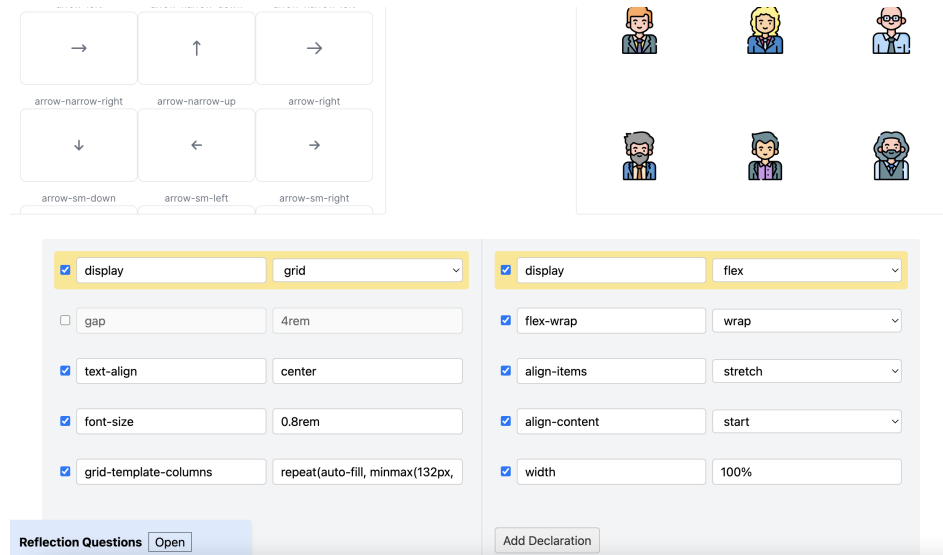 arrow-narrow-right arrow-narrow-up arrow-right
arrow-sm-down arrow-sm-left arrow-sm-right
display grid
gap 4rem
text-align center
font-size 0.8rem
grid-template-columns repeat(auto-fill, minmax(132px,
display flex
flex-wrap wrap
align-items stretch
align-content start
width 100%
Reflection Questions Open
Add Declaration